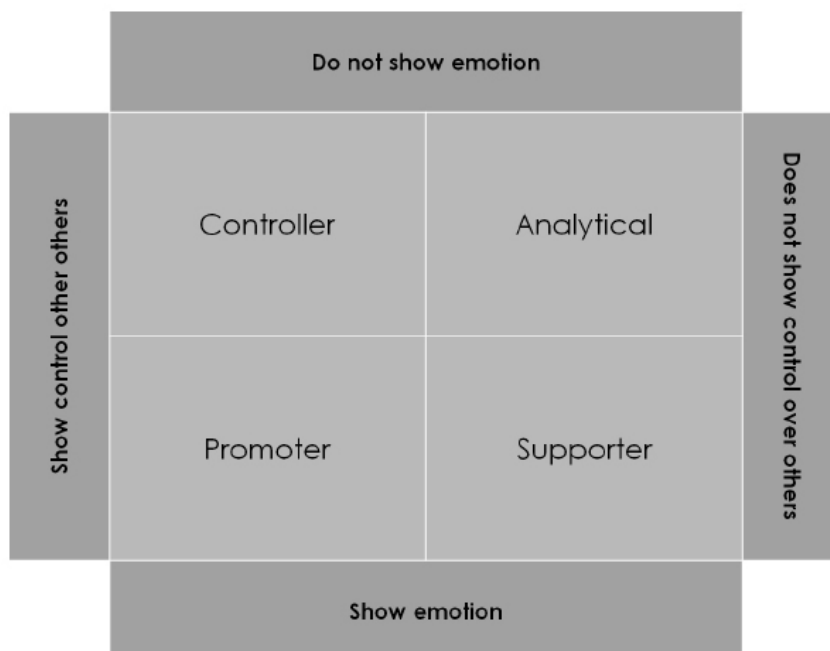 Do not show emotion
Show control other others
Controller
Analytical
Does not show control over others
Promoter
Supporter
Show emotion